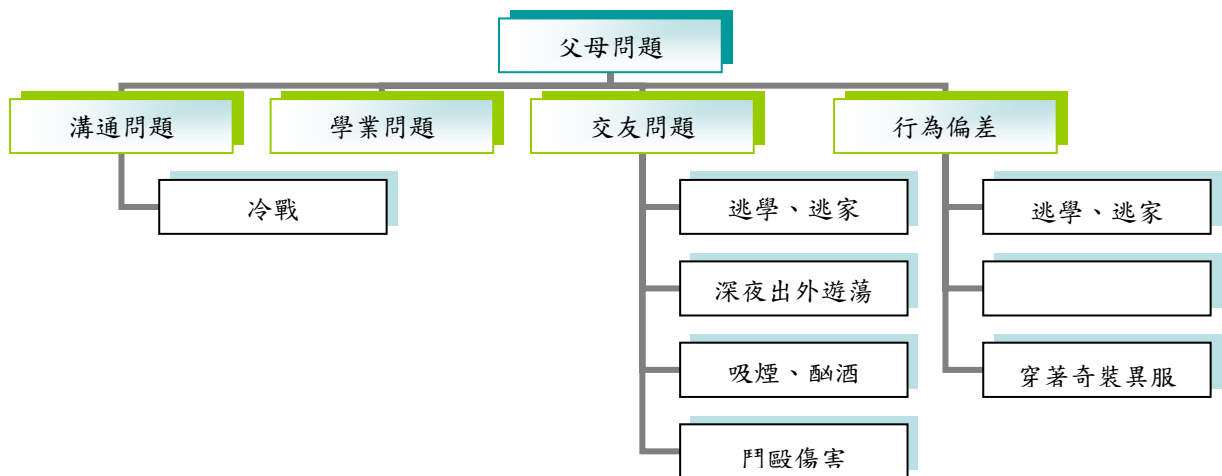 父母問題
溝通問題
學業問題
交友問題
行為偏差
冷戰
逃學、逃家
逃學、逃家
深夜出外遊蕩
吸煙、酗酒
穿著奇裝異服
鬥毆傷害